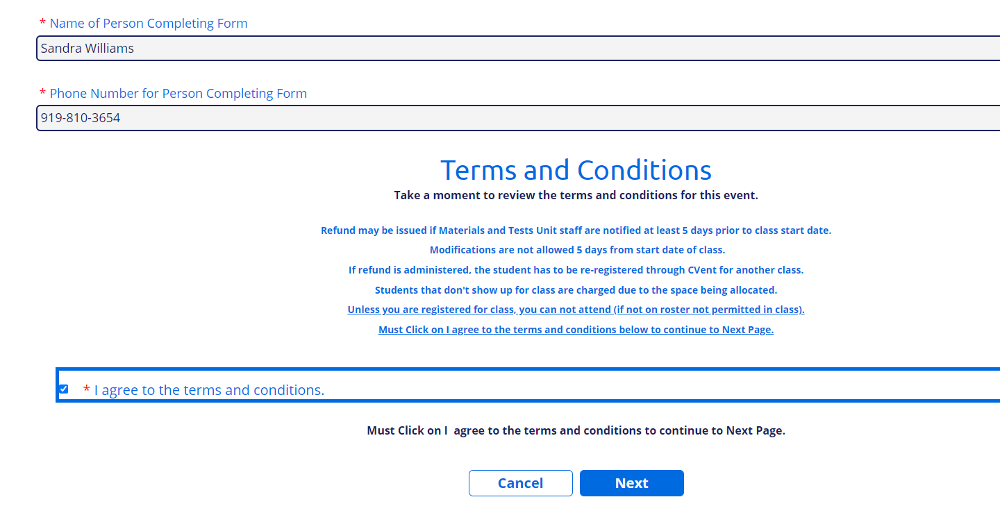 * Name of Person Completing Form
Sandra Williams
* Phone Number for Person Completing Form
919-810-3654
Terms and Conditions
Take a moment to review the terms and conditions for this event.
Refund may be issued if Materials and Tests Unit staff are notified at least 5 days prior to class start date.
Modifications are not allowed 5 days from start date of class.
If refund is administered, the student has to be re-registered through CVent for another class.
Students that don't show up for class are charged due to the space being allocated.
Unless you are registered for class, you can not attend (if not on roster not permitted in class).
Must Click on I agree to the terms and conditions below to continue to Next Page.
* I agree to the terms and conditions.
Must Click on I  agree to the terms and conditions to continue to Next Page.
Cancel Next